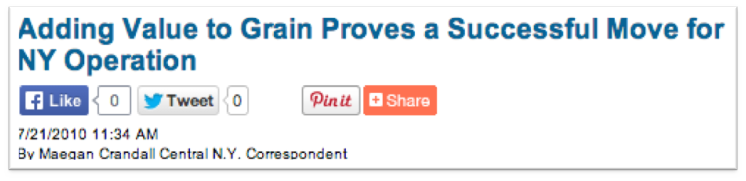 Adding Value to Grain Proves a Successful Move for
NY Operation
Like 0 Tweet 0 Pin it Share
7/21/2010 11:34 AM
By Maegan Crandall Central N.Y. Correspondent